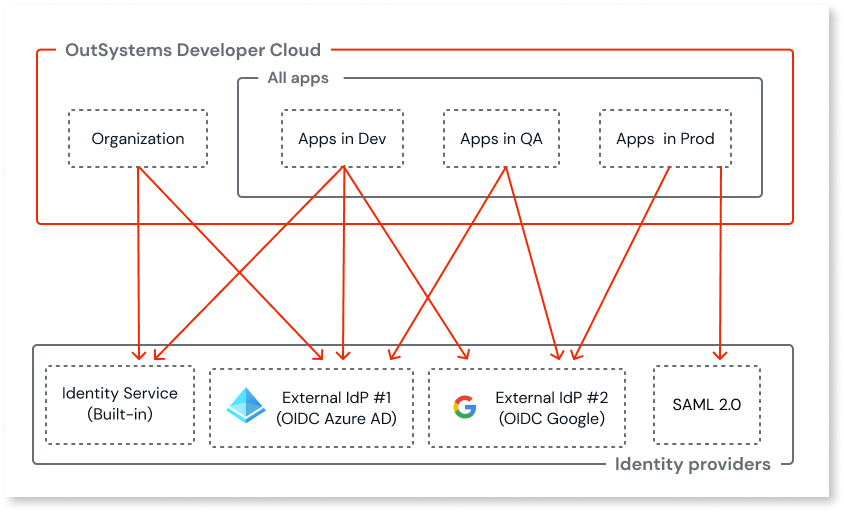 OutSystems Developer Cloud
All apps
Organization
Apps in Dev
Apps in QA
Apps in Prod
Identity Service
(Built-in)
External IdP #1
(OIDC Azure AD)
External IdP #2
(OIDC Google)
SAML 2.0
Identity providers